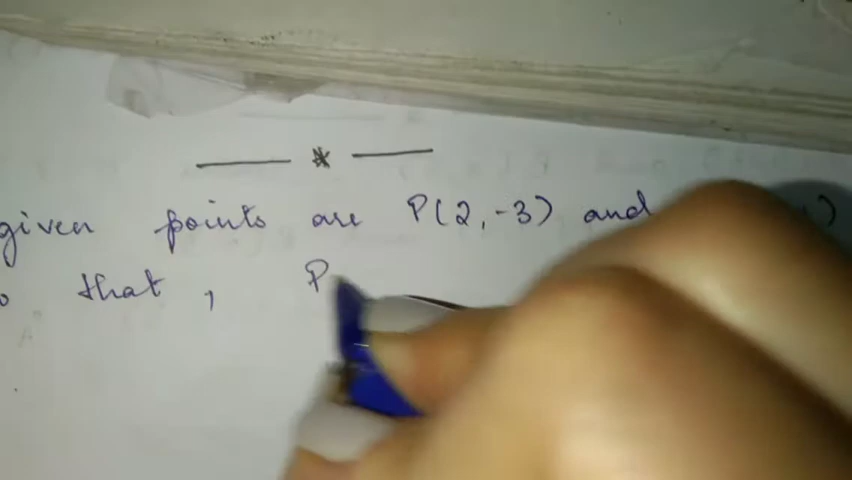 given points are P(2,-3) and
that, P